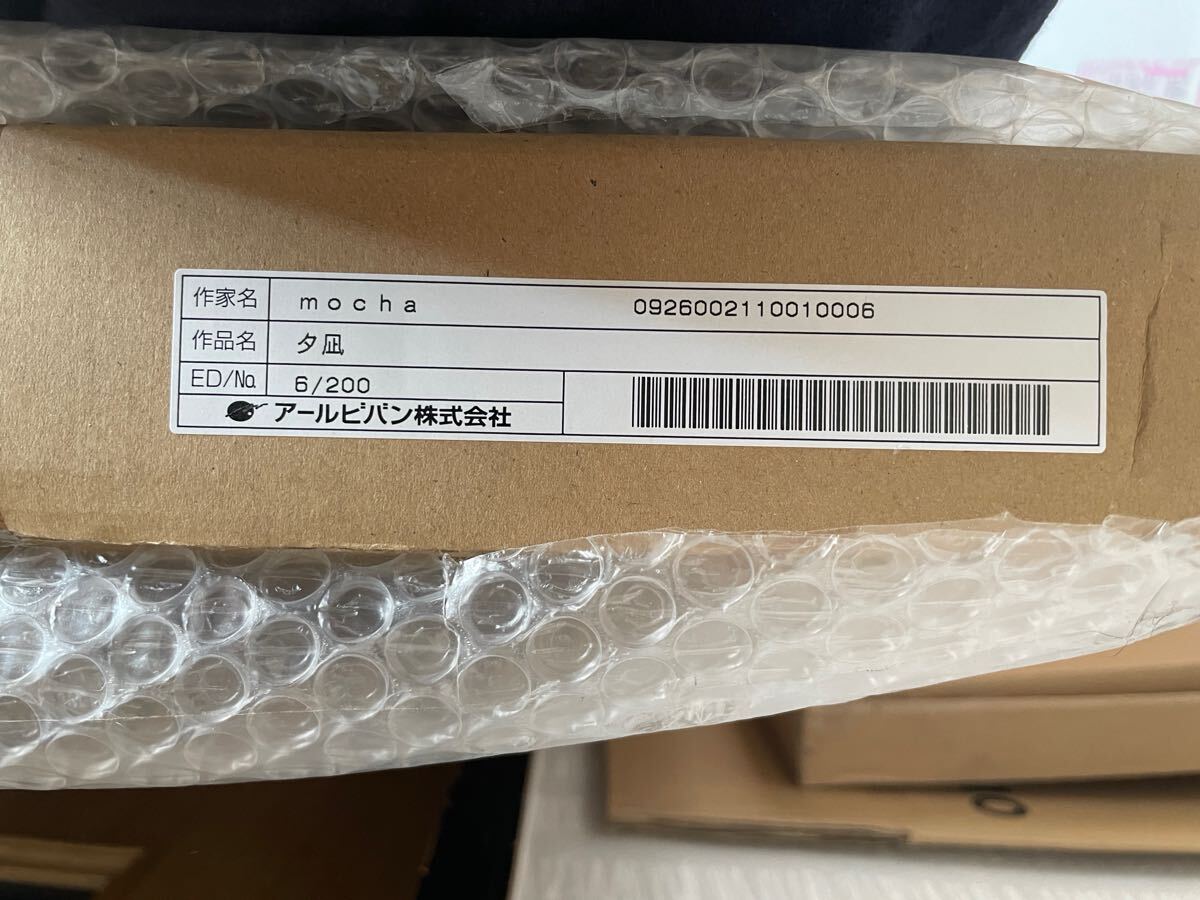 作家名 mocha 0926002110010006
作品名 夕凪
ED/№ 6/200
アールビバン株式会社